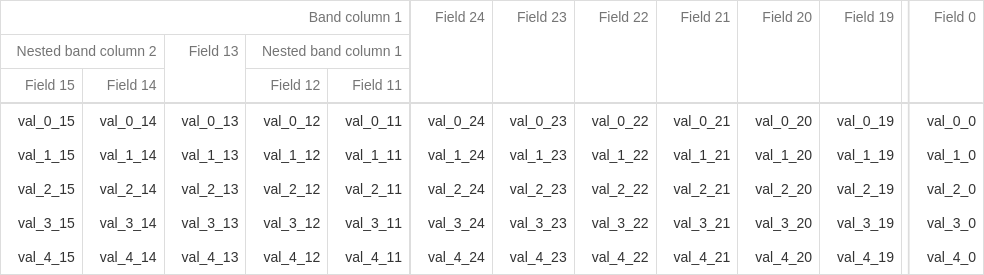 Band column 1 Field 24 Field 23 Field 22 Field 21 Field 20 Field 19 Field 0
Nested band column 2 Field 13 Nested band column 1
Field 15 Field 14 Field 12 Field 11
val_0_15 val_0_14 val_0_13 val_0_12 val_0_11 val_0_24 val_0_23 val_0_22 val_0_21 val_0_20 val_0_19 val_0_0
val_1_15 val_1_14 val_1_13 val_1_12 val_1_11 val_1_24 val_1_23 val_1_22 val_1_21 val_1_20 val_1_19 val_1_0
val_2_15 val_2_14 val_2_13 val_2_12 val_2_11 val_2_24 val_2_23 val_2_22 val_2_21 val_2_20 val_2_19 val_2_0
val_3_15 val_3_14 val_3_13 val_3_12 val_3_11 val_3_24 val_3_23 val_3_22 val_3_21 val_3_20 val_3_19 val_3_0
val_4_15 val_4_14 val_4_13 val_4_12 val_4_11 val_4_24 val_4_23 val_4_22 val_4_21 val_4_20 val_4_19 val_4_0